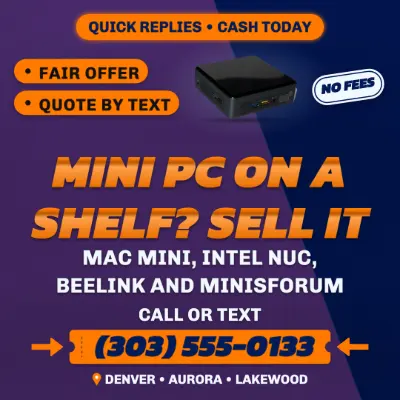 QUICK REPLIES • CASH TODAY
• FAIR OFFER
• QUOTE BY TEXT
NO FEES
MINI PC ON A
SHELF? SELL IT
MAC MINI, INTEL NUC,
BEELINK AND MINISFORUM
CALL OR TEXT
(303) 555-0133
DENVER • AURORA • LAKEWOOD